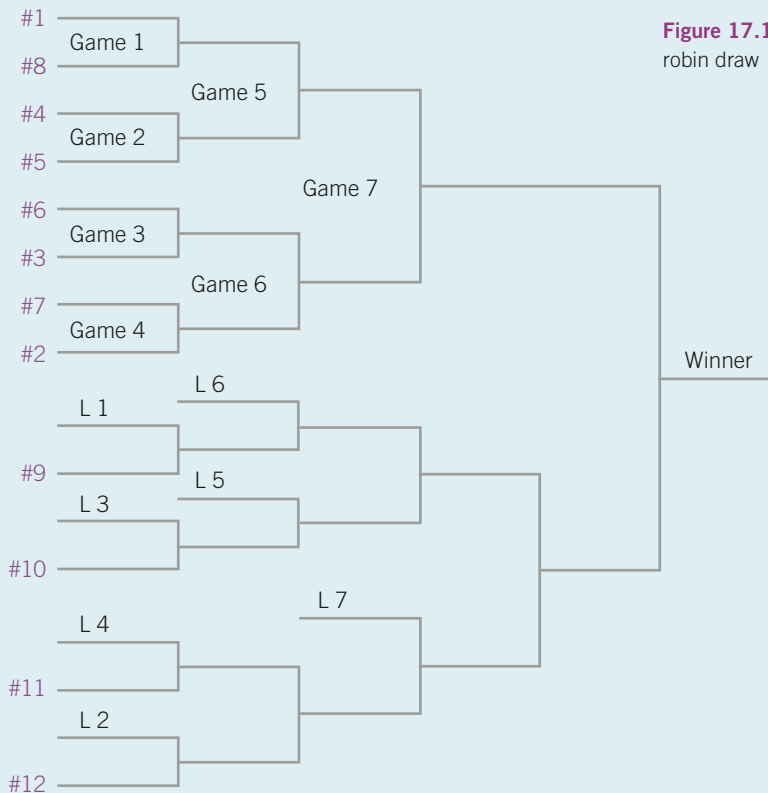 #1
Game 1
#8
Game 5
#4
Game 2
#5
Game 7
#6
Game 3
#3
Game 6
#7
Game 4
#2
Winner
L 6
L 1
#9
L 5
L 3
#10
L 7
L 4
#11
L 2
#12
Figure 17.1
robin draw